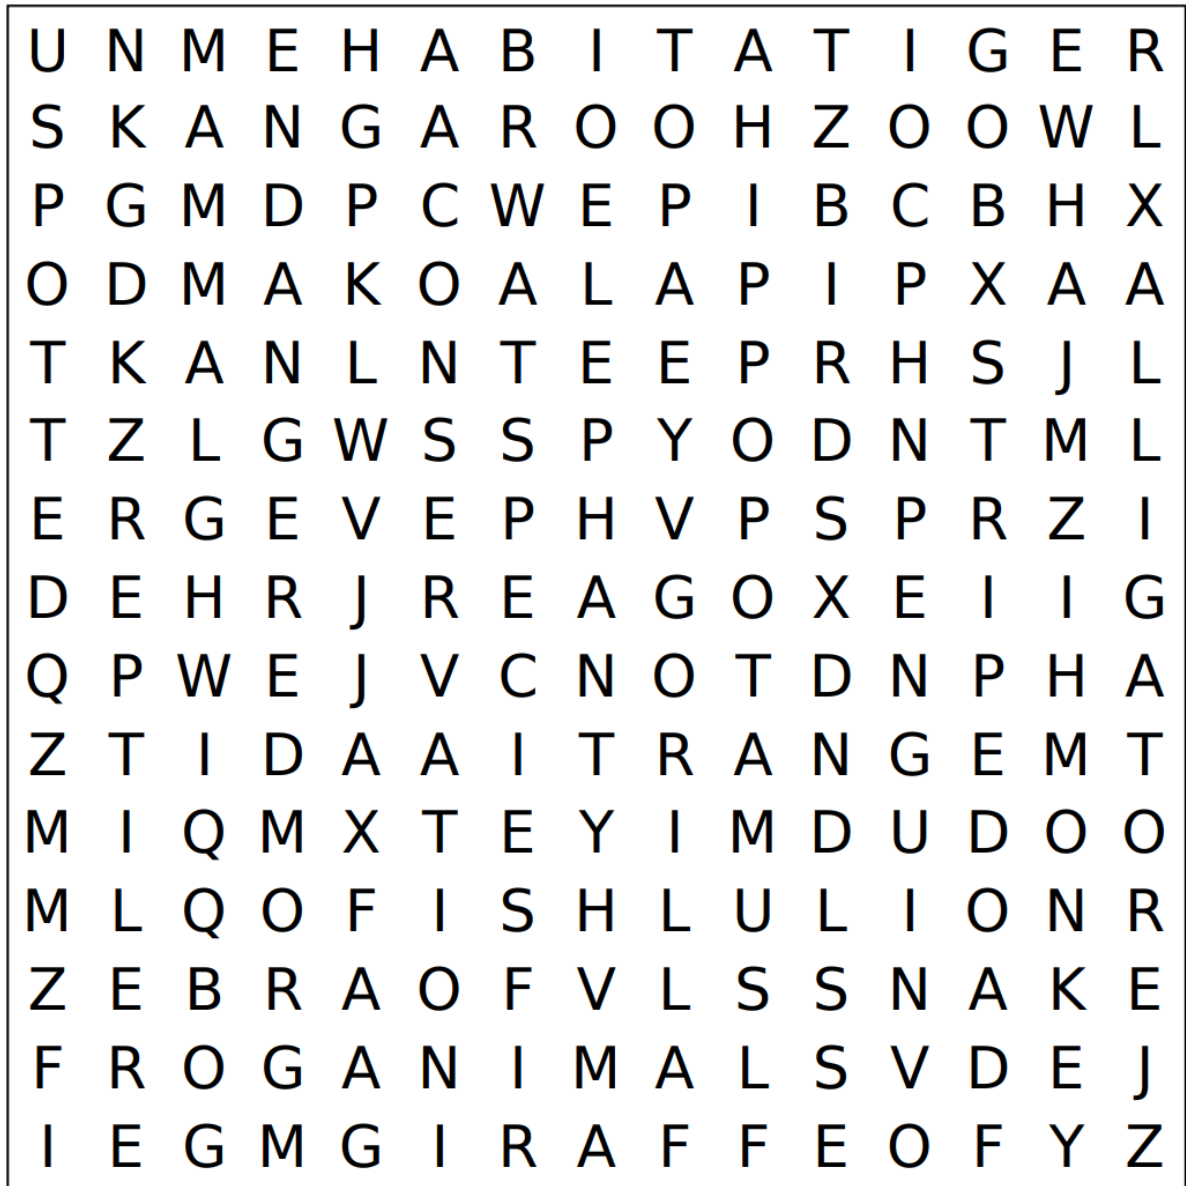 U N M E H A B I T A T I G E R
S K A N G A R O O H Z O O W L
P G M D P C W E P I B C B H X
O D M A K O A L A P I P X A A
T K A N L N T E E P R H S J L
T Z L G W S S P Y O D N T M L
E R G E V E P H V P S P R Z I
D E H R J R E A G O X E I I G
Q P W E J V C N O T D N P H A
Z T I D A A I T R A N G E M T
M I Q M X T E Y I M D U D O O
M L Q O F I S H L U L I O N R
Z E B R A O F V L S S N A K E
F R O G A N I M A L S V D E J
I E G M G I R A F F E O F Y Z